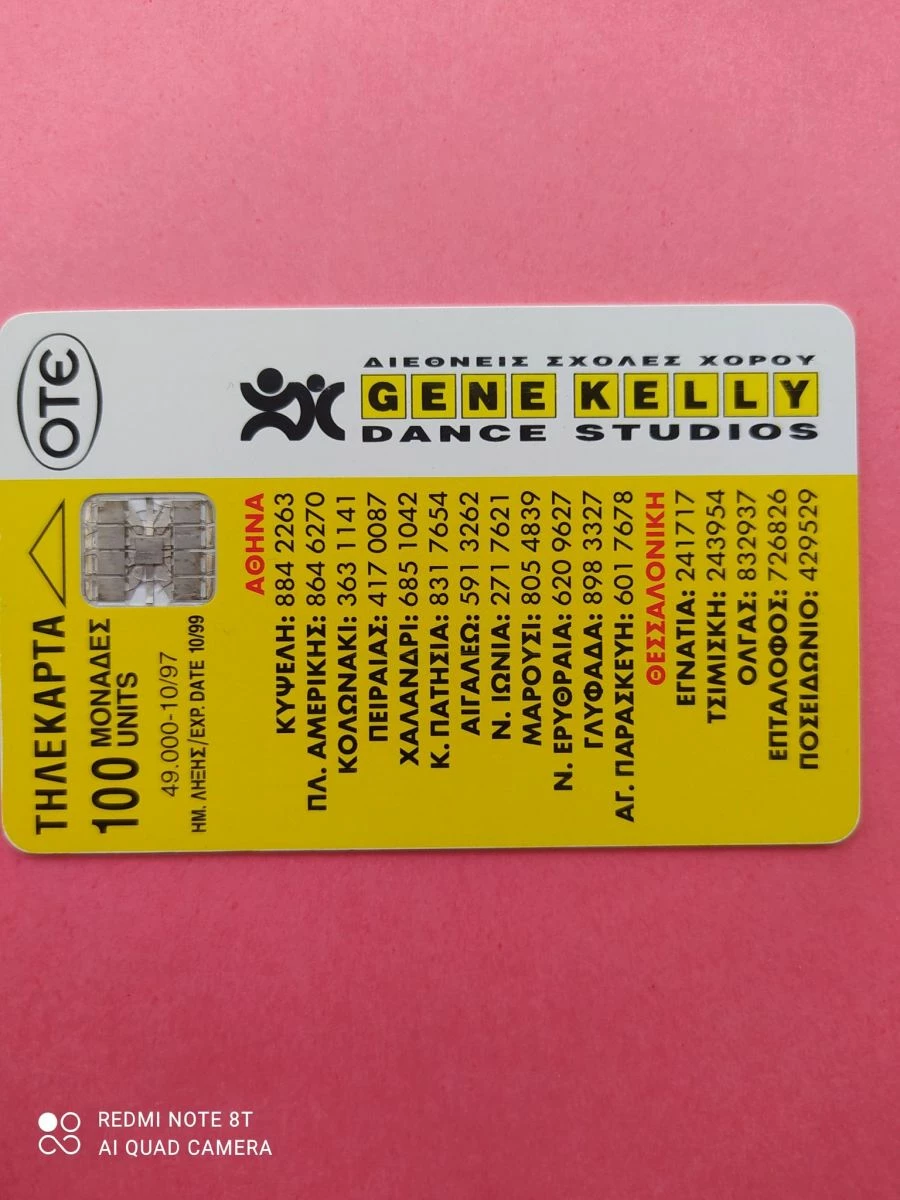 ΟΤΕ
ΔΙΕΘΝΕΙΣ ΣΧΟΛΕΣ ΧΟΡΟΥ
GENE KELLY
DANCE STUDIOS
ΤΗΛΕΚΑΡΤΑ
100 ΜΟΝΑΔΕΣ
UNITS
49.000-10/97
ΗΜ. ΛΗΞΗΣ/EXP. DATE 10/99
ΑΘΗΝΑ
ΚΥΨΕΛΗ: 884 2263
ΠΛ. ΑΜΕΡΙΚΗΣ: 864 6270
ΚΟΛΩΝΑΚΙ: 363 1141
ΠΕΙΡΑΙΑΣ: 417 0087
ΧΑΛΑΝΔΡΙ: 685 1042
Κ. ΠΑΤΗΣΙΑ: 831 7654
ΑΙΓΑΛΕΩ: 591 3262
Ν. ΙΩΝΙΑ: 271 7621
ΜΑΡΟΥΣΙ: 805 4839
Ν. ΕΡΥΘΡΑΙΑ: 620 9627
ΓΛΥΦΑΔΑ: 898 3327
ΑΓ. ΠΑΡΑΣΚΕΥΗ: 601 7678
ΘΕΣΣΑΛΟΝΙΚΗ
ΕΓΝΑΤΙΑ: 241717
ΤΣΙΜΙΣΚΗ: 243954
ΟΛΓΑΣ: 832937
ΕΠΤΑΛΟΦΟΣ: 726826
ΠΟΣΕΙΔΩΝΙΟ: 429529
REDMI NOTE 8T
AI QUAD CAMERA